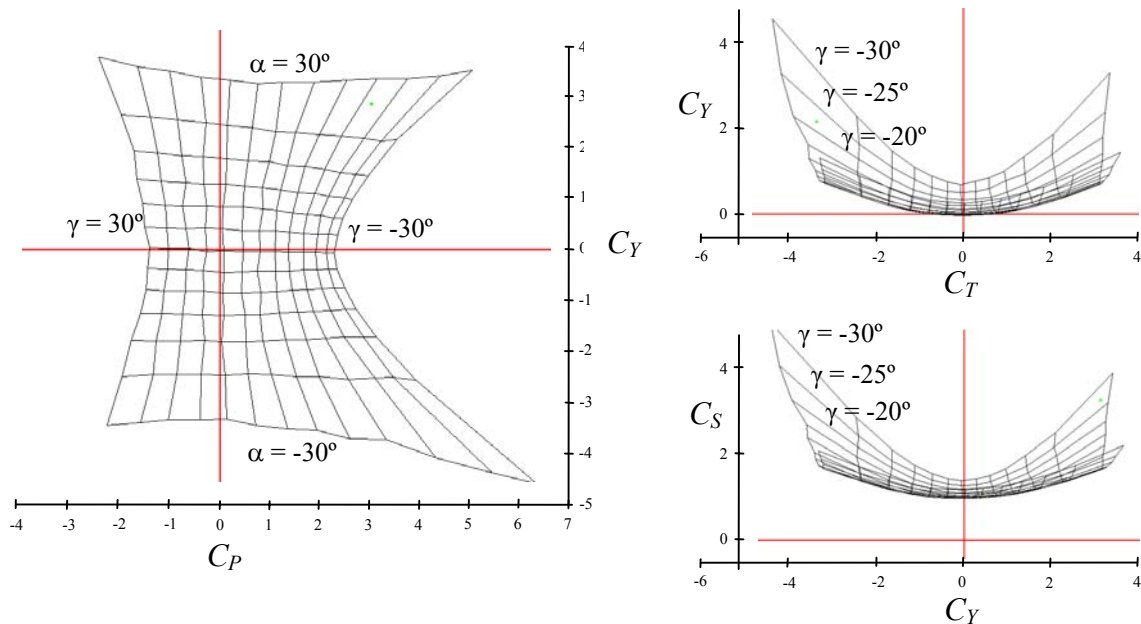 4
α = 30º
3
2
1
γ = 30º
γ = -30º
0
C_Y
-1
-2
-3
α = -30º
-4
-5
-4 -3 -2 -1 0 1 2 3 4 5 6 7
C_P
4
γ = -30º
C_Y
γ = -25º
2
γ = -20º
0
-6 -4 -2 0 2 4
C_T
γ = -30º
4
γ = -25º
C_S
γ = -20º
2
0
-6 -4 -2 0 2 4
C_Y